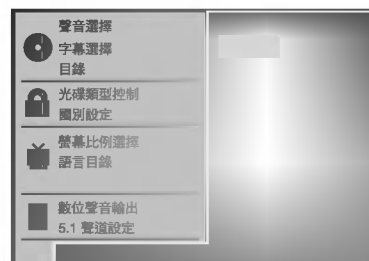 聲音選擇
字幕選擇
目錄
光碟類型控制
國別設定
螢幕比例選擇
語言目錄
數位聲音輸出
5.1 聲道設定